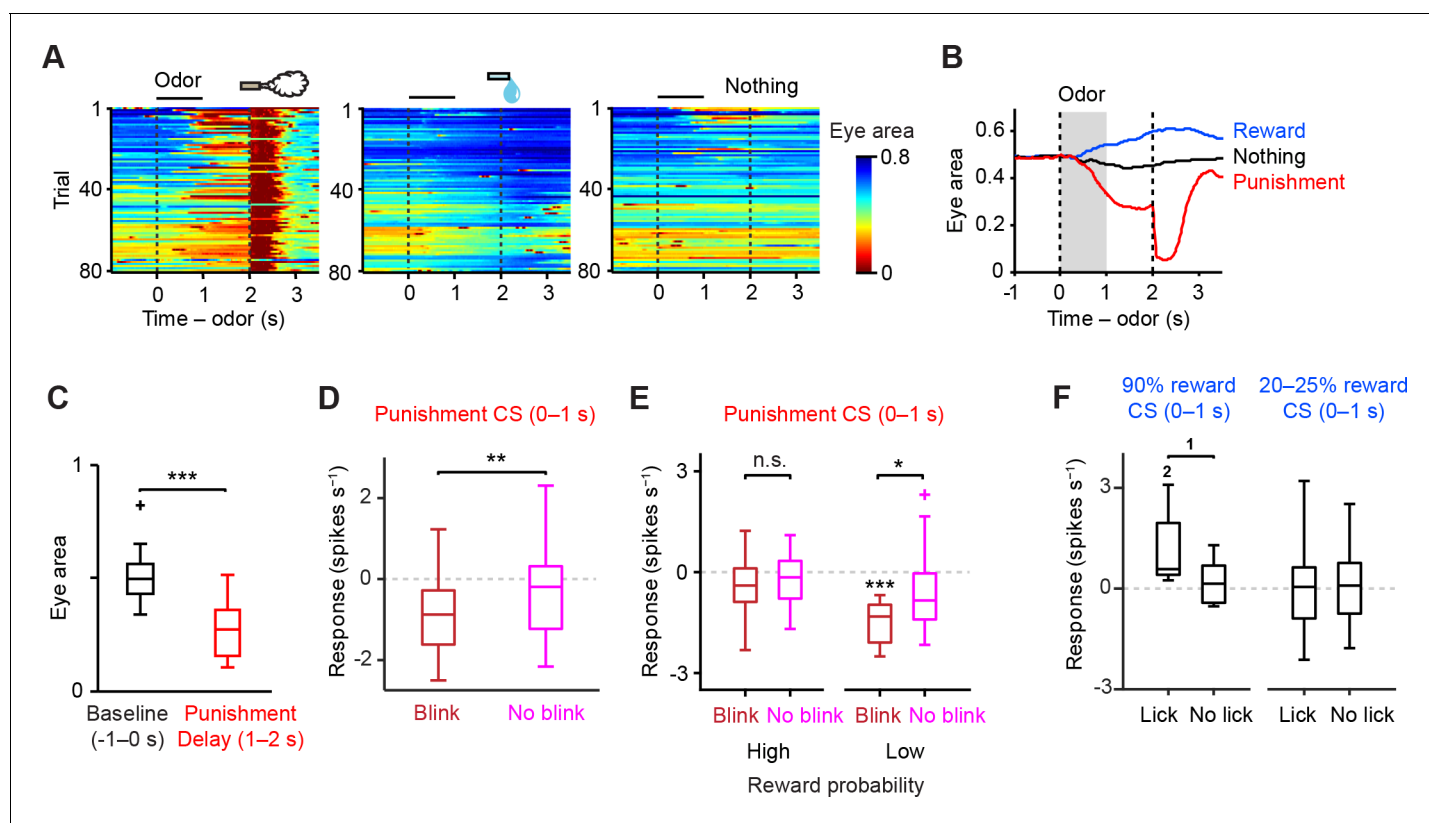 A
Odor
Nothing
1
40
80
Trial
0 1 2 3
Time – odor (s)
1
40
80
0 1 2 3
1
40
80
0 1 2 3
Eye area
0.8
0
B
Odor
0.6
0.4
0.2
0
Eye area
Reward
Nothing
Punishment
-1 0 1 2 3
Time – odor (s)
C
1
0
Eye area
***
Baseline
(-1–0 s)
Punishment
Delay (1–2 s)
D
Punishment CS (0–1 s)
**
2
0
-2
Response (spikes s⁻¹)
Blink No blink
E
Punishment CS (0–1 s)
n.s.
*
***
3
0
-3
Response (spikes s⁻¹)
Blink No blink Blink No blink
High Low
Reward probability
F
90% reward
CS (0–1 s)
20–25% reward
CS (0–1 s)
1
2
3
0
-3
Response (spikes s⁻¹)
Lick No lick Lick No lick